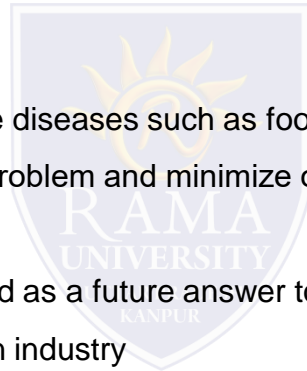 e diseases such as foo
roblem and minimize c
RAMA
UNIVERSITY
d as a future answer to
KANPUR
n industry